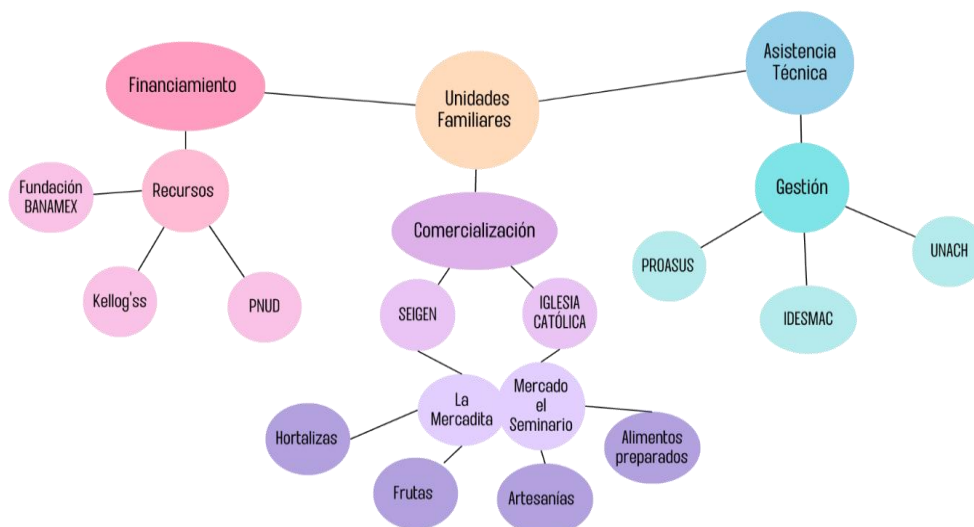 Financiamiento
Unidades
Familiares
Asistencia
Técnica
Fundación
BANAMEX
Recursos
Kellog'ss
PNUD
Comercialización
SEIGEN
IGLESIA
CATÓLICA
Gestión
PROASUS
IDESMAC
UNACH
La
Mercadita
Mercado
el
Seminario
Hortalizas
Frutas
Artesanías
Alimentos
preparados